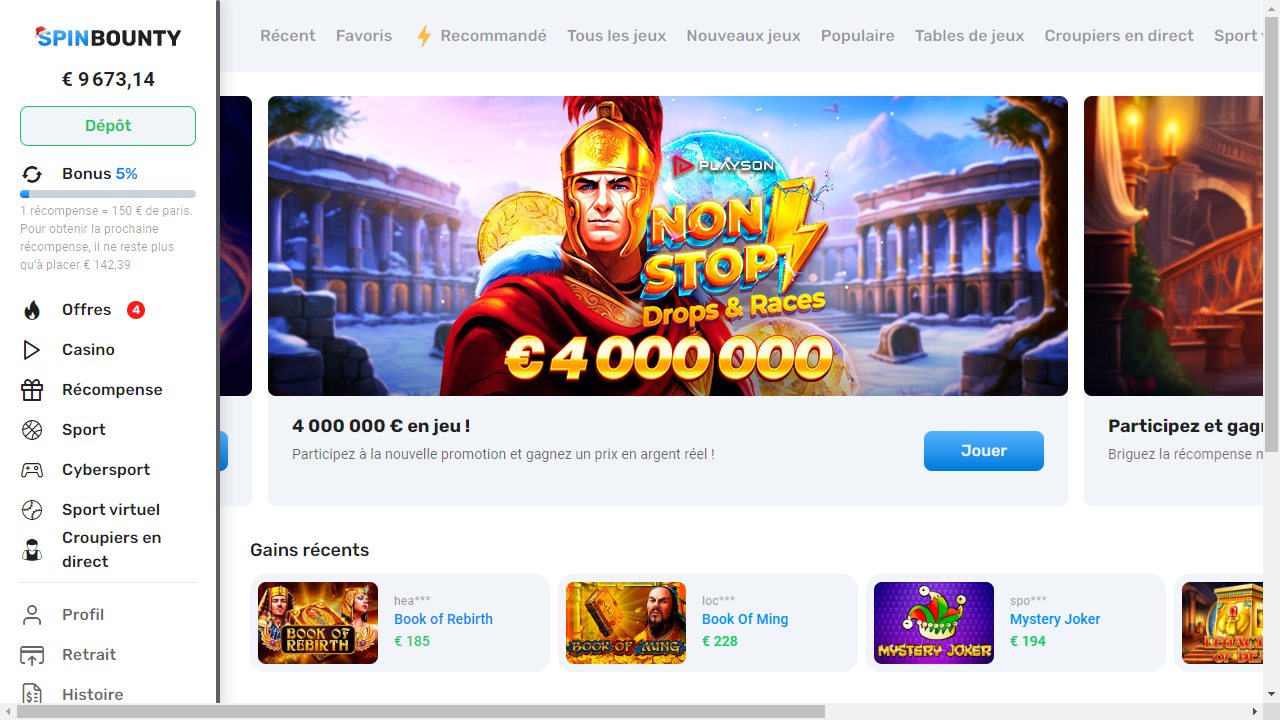 SPINBOUNTY
€ 9 673,14
Dépôt
Bonus 5%
1 récompense = 150 € de paris.
Pour obtenir la prochaine
récompense, il ne reste plus
qu'à placer € 142,39
Offres 4
Casino
Récompense
Sport
Cybersport
Sport virtuel
Croupiers en
direct
Profil
Retrait
Histoire
Récent Favoris Recommandé Tous les jeux Nouveaux jeux Populaire Tables de jeux Croupiers en direct Sport
PLAYSON
NON
STOP
Drops & Races
€ 4 000 000
4 000 000 € en jeu !
Participez à la nouvelle promotion et gagnez un prix en argent réel !
Jouer
Participez et gag
Briguez la récompense
Gains récents
BOOK OF
REBIRTH
hea***
Book of Rebirth
€ 185
BOOK OF MING
loc***
Book Of Ming
€ 228
MYSTERY JOKER
spo***
Mystery Joker
€ 194
LEGACY
OF